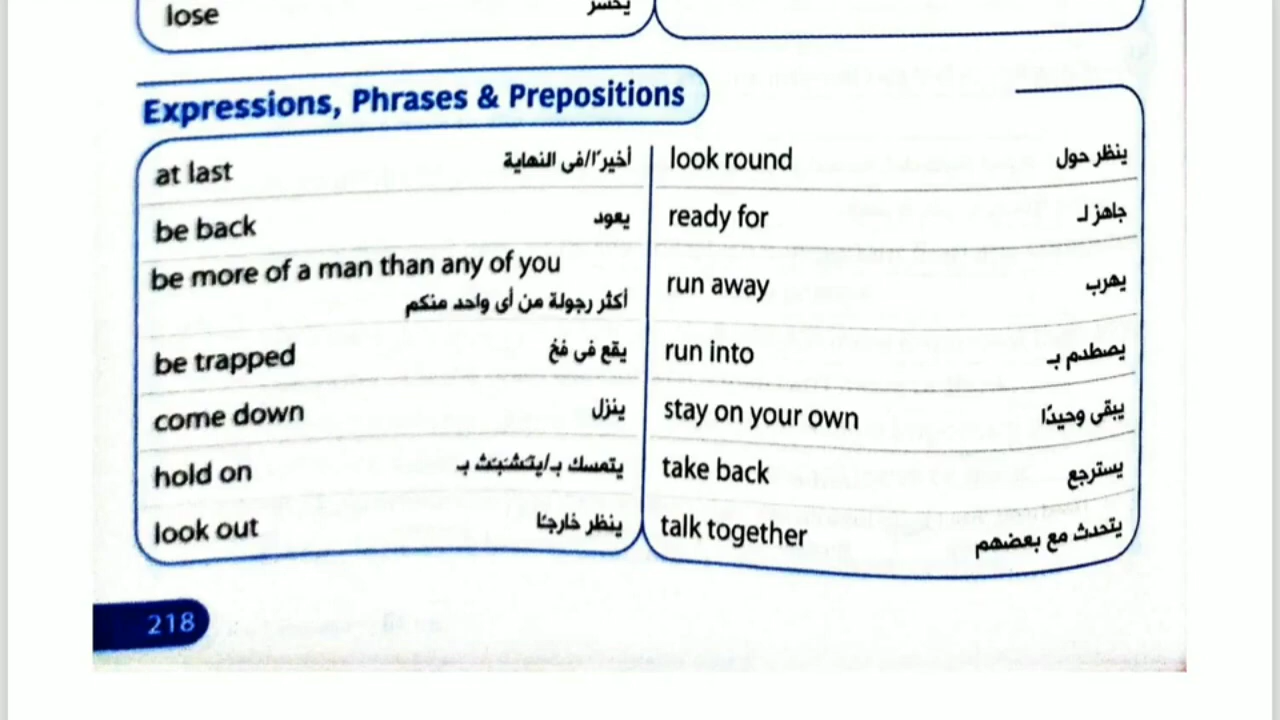 lose يخسر
Expressions, Phrases & Prepositions
at last أخيرًا/فى النهاية
be back يعود
be more of a man than any of you
أكثر رجولة من أى واحد منكم
be trapped يقع فى فخ
come down ينزل
hold on يتمسك بـ/يتشبث بـ
look out ينظر خارجًا
look round ينظر حول
ready for جاهز لـ
run away يهرب
run into يصطدم بـ
stay on your own يبقى وحيدًا
take back يسترجع
talk together يتحدث مع بعضهم
218